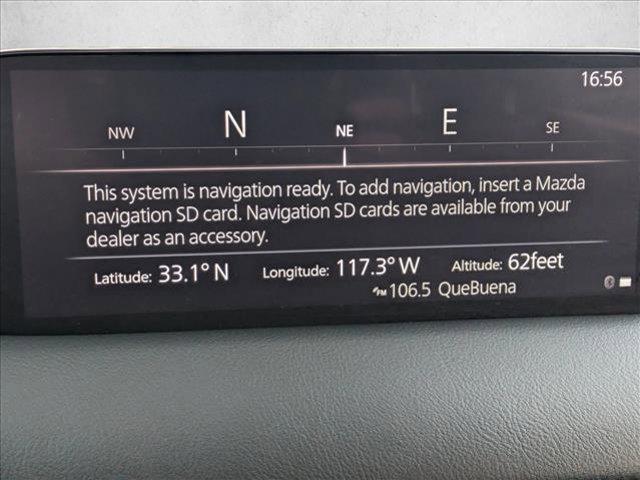 16:56
NW N NE E SE
This system is navigation ready. To add navigation, insert a Mazda
navigation SD card. Navigation SD cards are available from your
dealer as an accessory.
Latitude: 33.1° N Longitude: 117.3° W Altitude: 62feet
FM 106.5 QueBuena